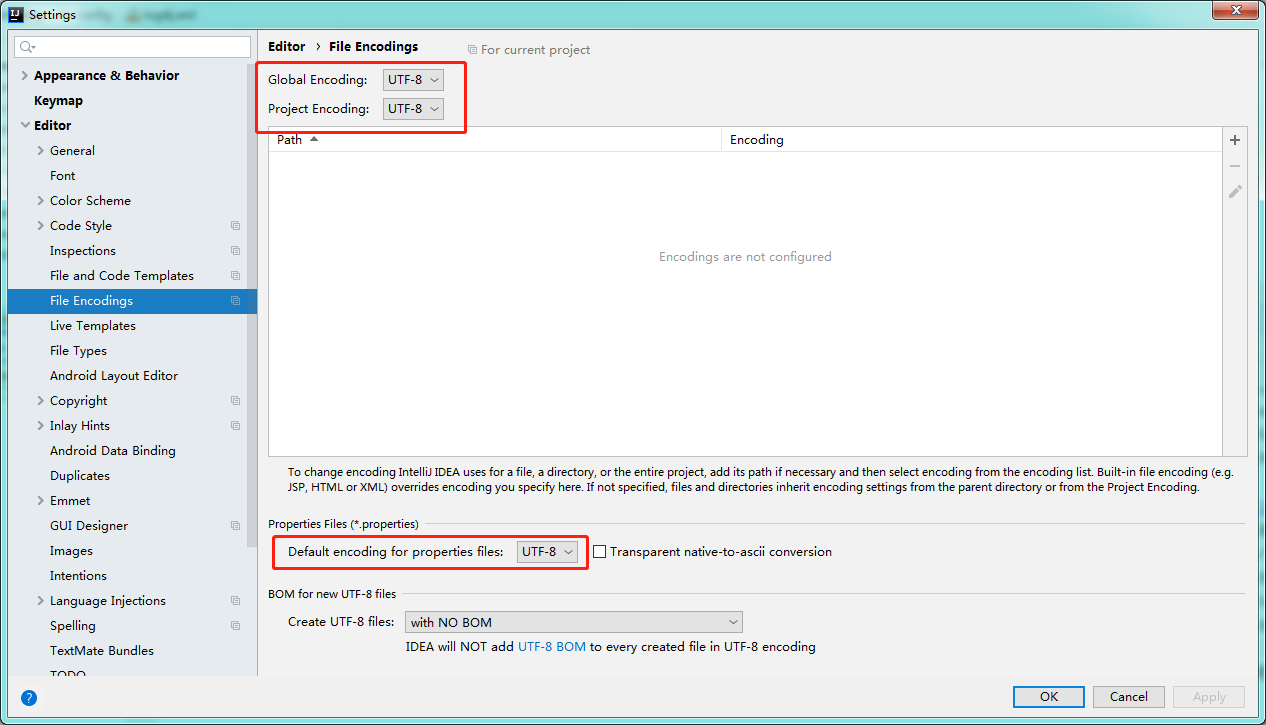 Settings
Editor › File Encodings
For current project
Appearance & Behavior
Keymap
Editor
General
Font
Color Scheme
Code Style
Inspections
File and Code Templates
File Encodings
Live Templates
File Types
Android Layout Editor
Copyright
Inlay Hints
Android Data Binding
Duplicates
Emmet
GUI Designer
Images
Intentions
Language Injections
Spelling
TextMate Bundles
TODO
Global Encoding: UTF-8
Project Encoding: UTF-8
Path Encoding
Encodings are not configured
To change encoding IntelliJ IDEA uses for a file, a directory, or the entire project, add its path if necessary and then select encoding from the encoding list. Built-in file encoding (e.g.
JSP, HTML or XML) overrides encoding you specify here. If not specified, files and directories inherit encoding settings from the parent directory or from the Project Encoding.
Properties Files (*.properties)
Default encoding for properties files: UTF-8 Transparent native-to-ascii conversion
BOM for new UTF-8 files
Create UTF-8 files: with NO BOM
IDEA will NOT add UTF-8 BOM to every created file in UTF-8 encoding
? OK Cancel Apply